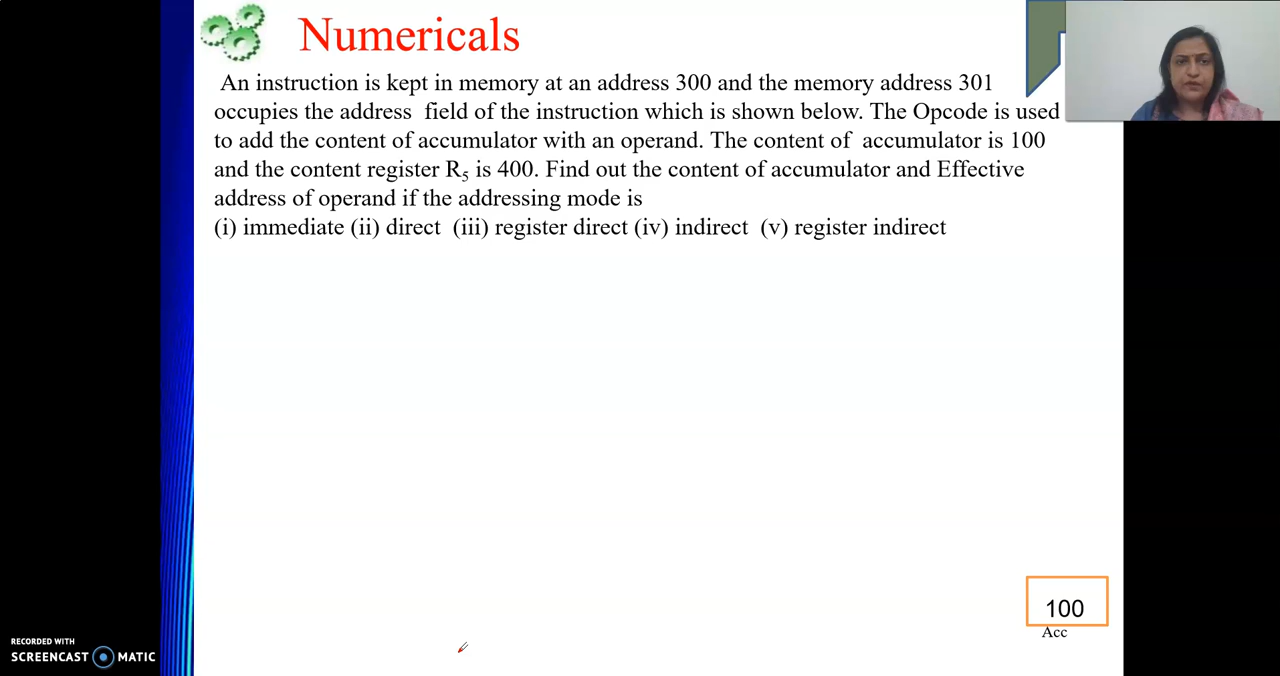 Numericals
An instruction is kept in memory at an address 300 and the memory address 301
occupies the address field of the instruction which is shown below. The Opcode is used
to add the content of accumulator with an operand. The content of accumulator is 100
and the content register R₅ is 400. Find out the content of accumulator and Effective
address of operand if the addressing mode is
(i) immediate (ii) direct (iii) register direct (iv) indirect (v) register indirect
100
Acc
RECORDED WITH
SCREENCAST MATIC